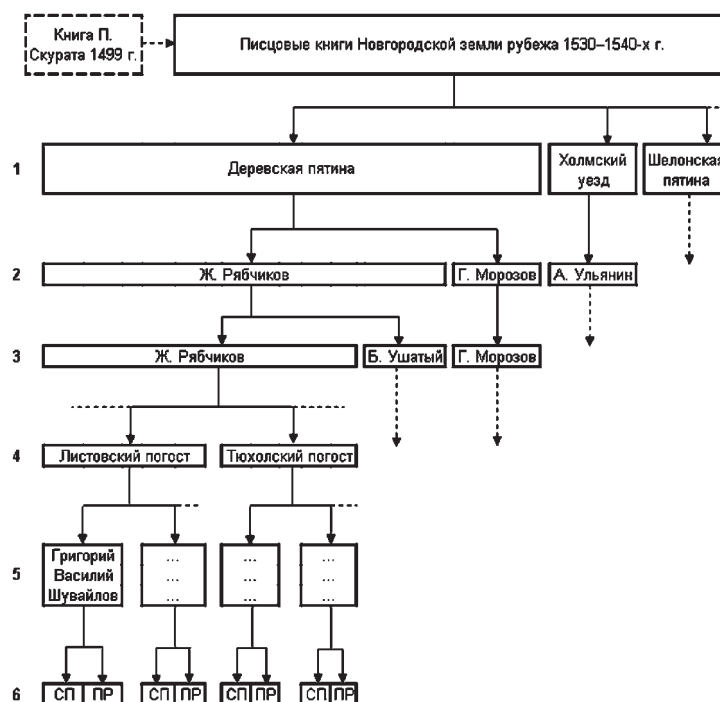 Книга П.
Скурата 1499 г.
Писцовые книги Новгородской земли рубежа 1530–1540-х г.
1
Деревская пятина
Холмский
уезд
Шелонская
пятина
2
Ж. Рябчиков
Г. Морозов
А. Ульянин
3
Ж. Рябчиков
Б. Ушатый
Г. Морозов
4
Листовский погост
Тюхолский погост
5
Григорий
Василий
Шувайлов
...
...
...
...
...
...
...
...
...
6
СП
ПР
СП
ПР
СП
ПР
СП
ПР